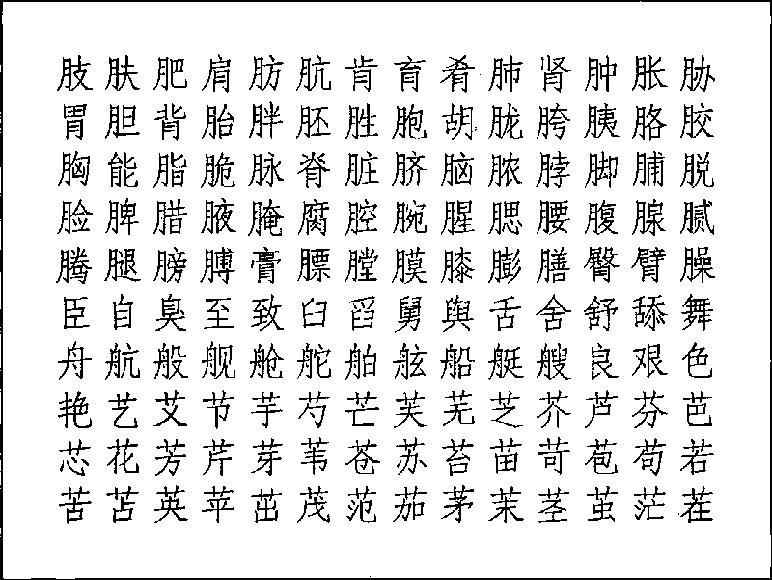 肢肤肥肩肪肮肯育肴肺肾肿胀胁
胃胆背胎胖胚胜胞胡胧胯胰胳胶
胸能脂脆脉脊脏脐脑脓脖脚脯脱
脸脾腊腋腌腐腔腕腥腮腰腹腺腻
腾腿膀膊膏膘膛膜膝膨膳臀臂臊
臣自臭至致臼舀舅舆舌舍舒舔舞
舟航般舰舱舵舶舷船艇艘良艰色
艳艺艾节芋芍芒芙芜芝芥芦芬芭
芯花芳芹芽苇苍苏苔苗苛苞苟若
苦苫英苹茁茂范茄茅茉茎茧茫茬